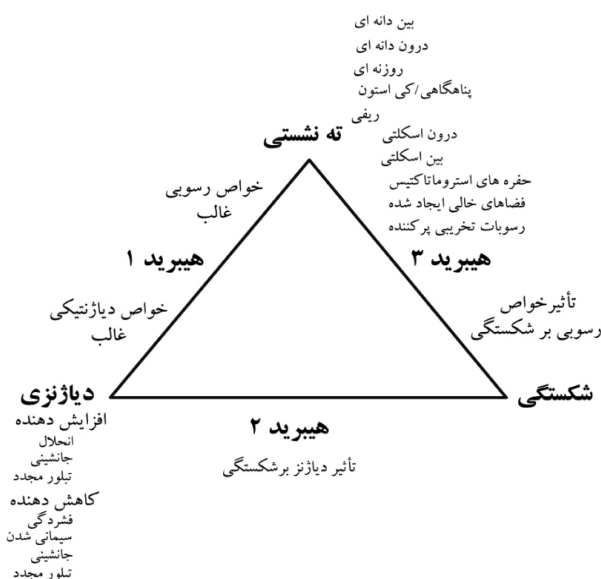 بین دانه ای
درون دانه ای
روزنه ای
پناهگاهی/کی استون
ریفی
درون اسکلتی
بین اسکلتی
حفره های استروماتاکتیس
فضاهای خالی ایجاد شده
رسوبات تخریبی پرکننده
ته نشستی
خواص رسوبی
غالب
هیبرید ۱
خواص دیاژنتیکی
غالب
هیبرید ۳
تأثیرخواص
رسوبی بر شکستگی
شکستگی
دیاژنزی
هیبرید ۲
تأثیر دیاژنز برشکستگی
افزایش دهنده
انحلال
جانشینی
تبلور مجدد
کاهش دهنده
فشردگی
سیمانی شدن
جانشینی
تبلور مجدد